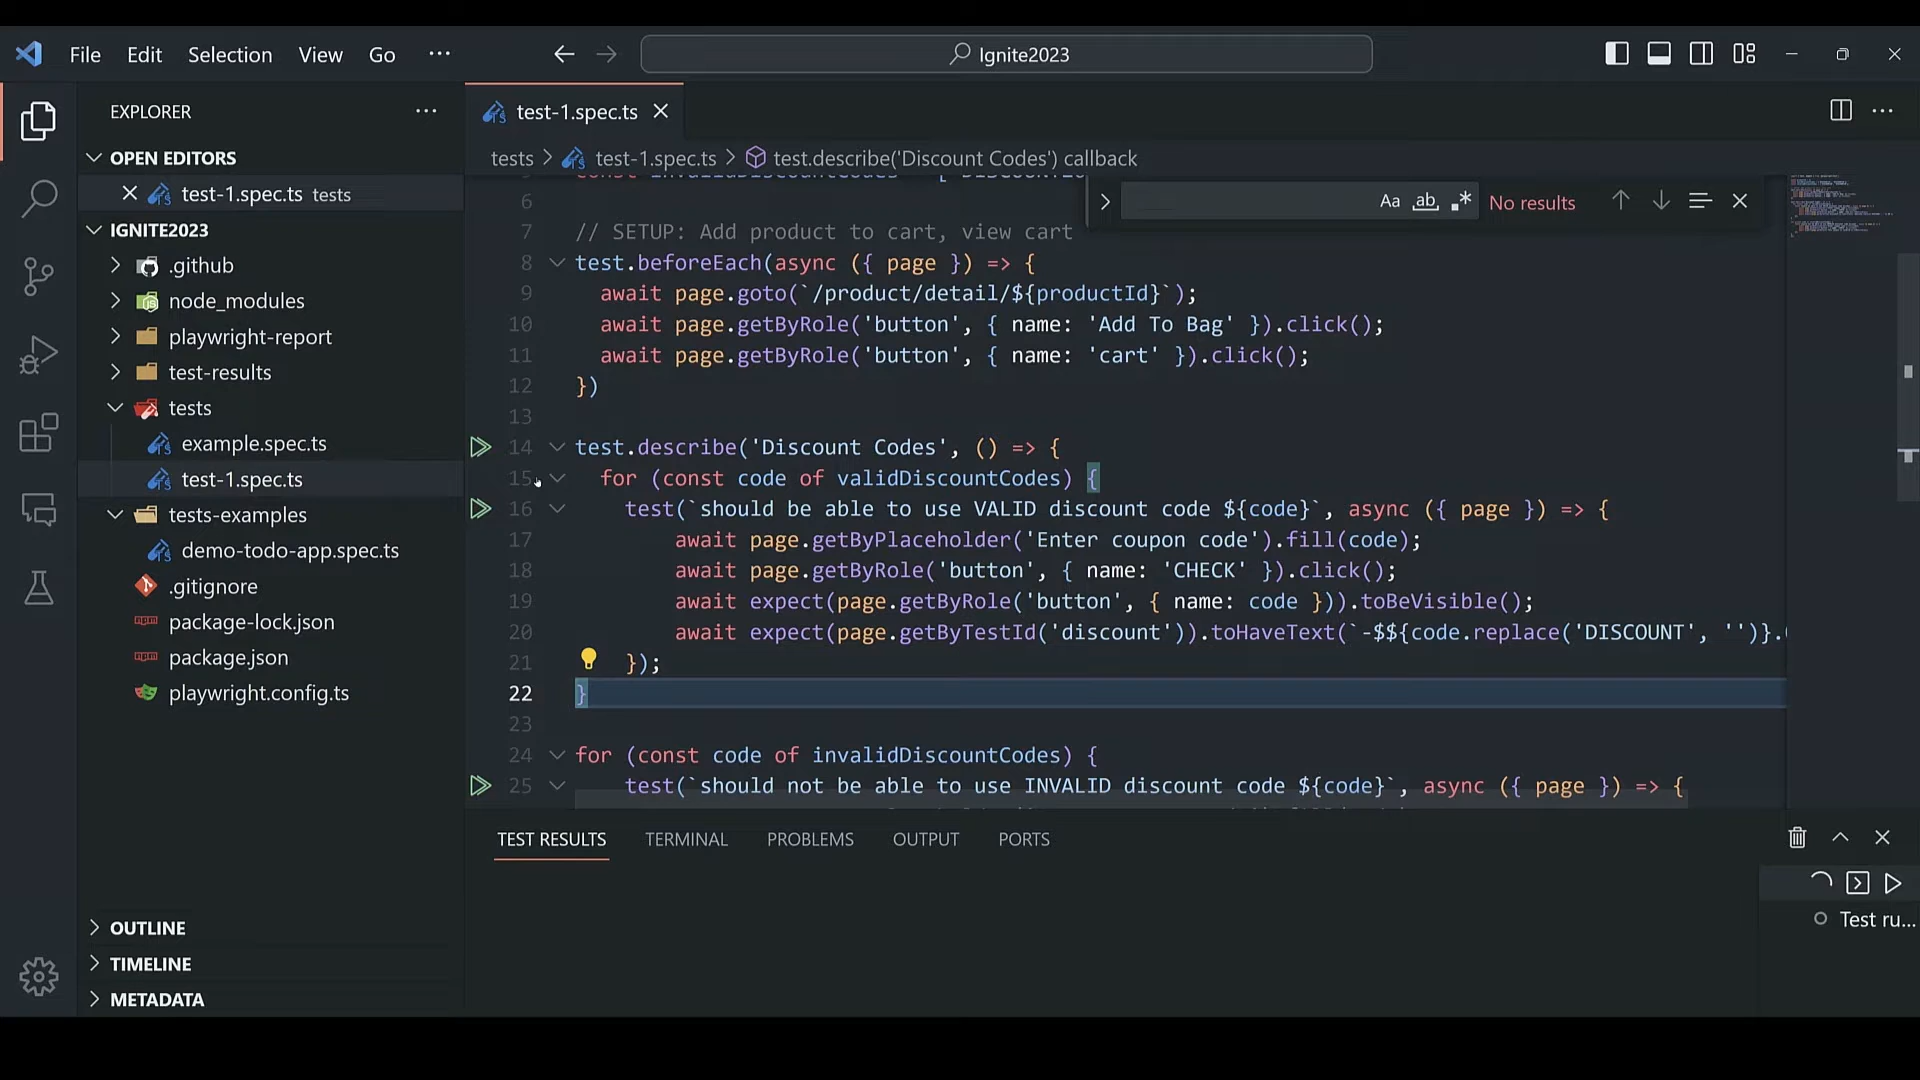 File Edit Selection View Go ···
Ignite2023
EXPLORER
OPEN EDITORS
test-1.spec.ts tests
IGNITE2023
.github
node_modules
playwright-report
test-results
tests
example.spec.ts
test-1.spec.ts
tests-examples
demo-todo-app.spec.ts
.gitignore
package-lock.json
package.json
playwright.config.ts
OUTLINE
TIMELINE
METADATA
test-1.spec.ts
tests > test-1.spec.ts > test.describe('Discount Codes') callback
Aa ab .* No results
6
7 // SETUP: Add product to cart, view cart
8 test.beforeEach(async ({ page }) => {
9 await page.goto(`/product/detail/${productId}`);
10 await page.getByRole('button', { name: 'Add To Bag' }).click();
11 await page.getByRole('button', { name: 'cart' }).click();
12 })
13
14 test.describe('Discount Codes', () => {
15 for (const code of validDiscountCodes) {
16 test(`should be able to use VALID discount code ${code}`, async ({ page }) => {
17 await page.getByPlaceholder('Enter coupon code').fill(code);
18 await page.getByRole('button', { name: 'CHECK' }).click();
19 await expect(page.getByRole('button', { name: code })).toBeVisible();
20 await expect(page.getByTestId('discount')).toHaveText(`-$${code.replace('DISCOUNT', '')}.
21 });
22 }
23
24 for (const code of invalidDiscountCodes) {
25 test(`should not be able to use INVALID discount code ${code}`, async ({ page }) => {
TEST RESULTS TERMINAL PROBLEMS OUTPUT PORTS
Test ru...